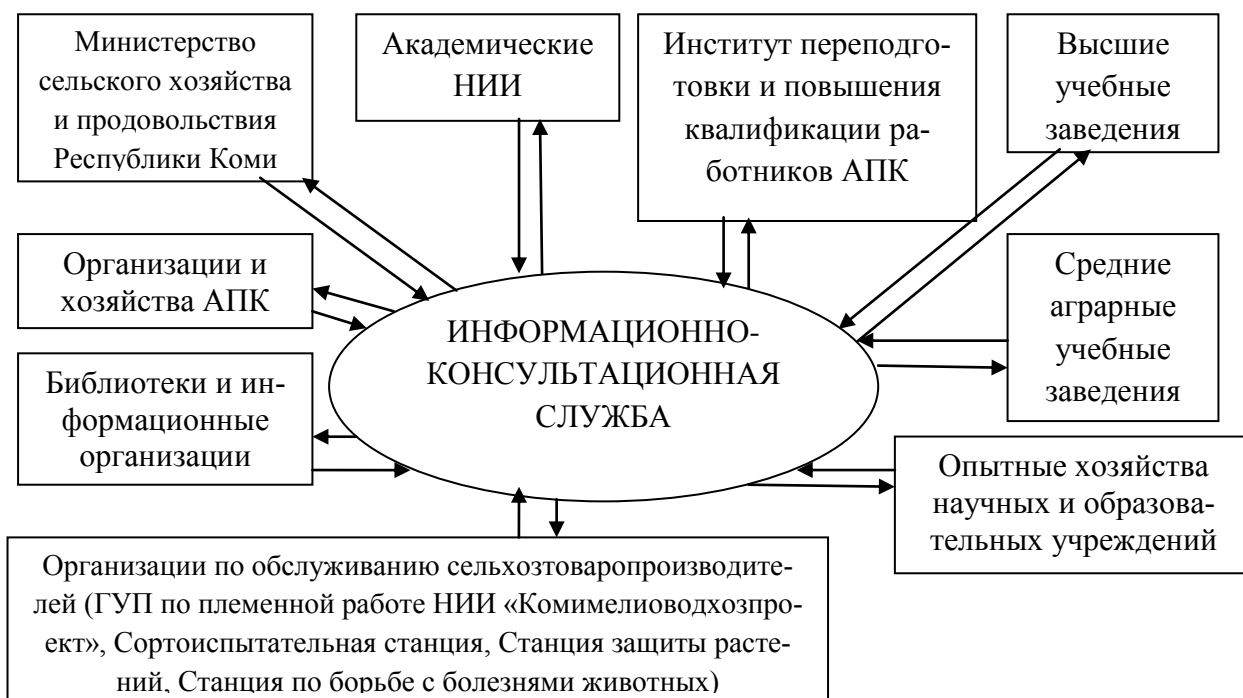 Министерство
сельского хозяйства
и продовольствия
Республики Коми
Академические
НИИ
Институт переподго-
товки и повышения
квалификации ра-
ботников АПК
Высшие
учебные
заведения
Организации и
хозяйства АПК
Средние
аграрные
учебные
заведения
ИНФОРМАЦИОННО-
КОНСУЛЬТАЦИОННАЯ
СЛУЖБА
Библиотеки и ин-
формационные
организации
Опытные хозяйства
научных и образова-
тельных учреждений
Организации по обслуживанию сельхозтоваропроизводите-
лей (ГУП по племенной работе НИИ «Комимелиоводхозпро-
ект», Сортоиспытательная станция, Станция защиты расте-
ний, Станция по борьбе с болезнями животных)